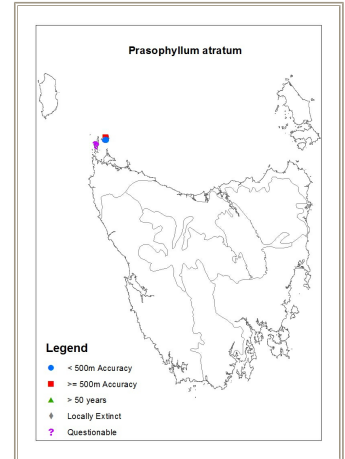 Prasophyllum atratum
Legend
< 500m Accuracy
>= 500m Accuracy
> 50 years
Locally Extinct
? Questionable